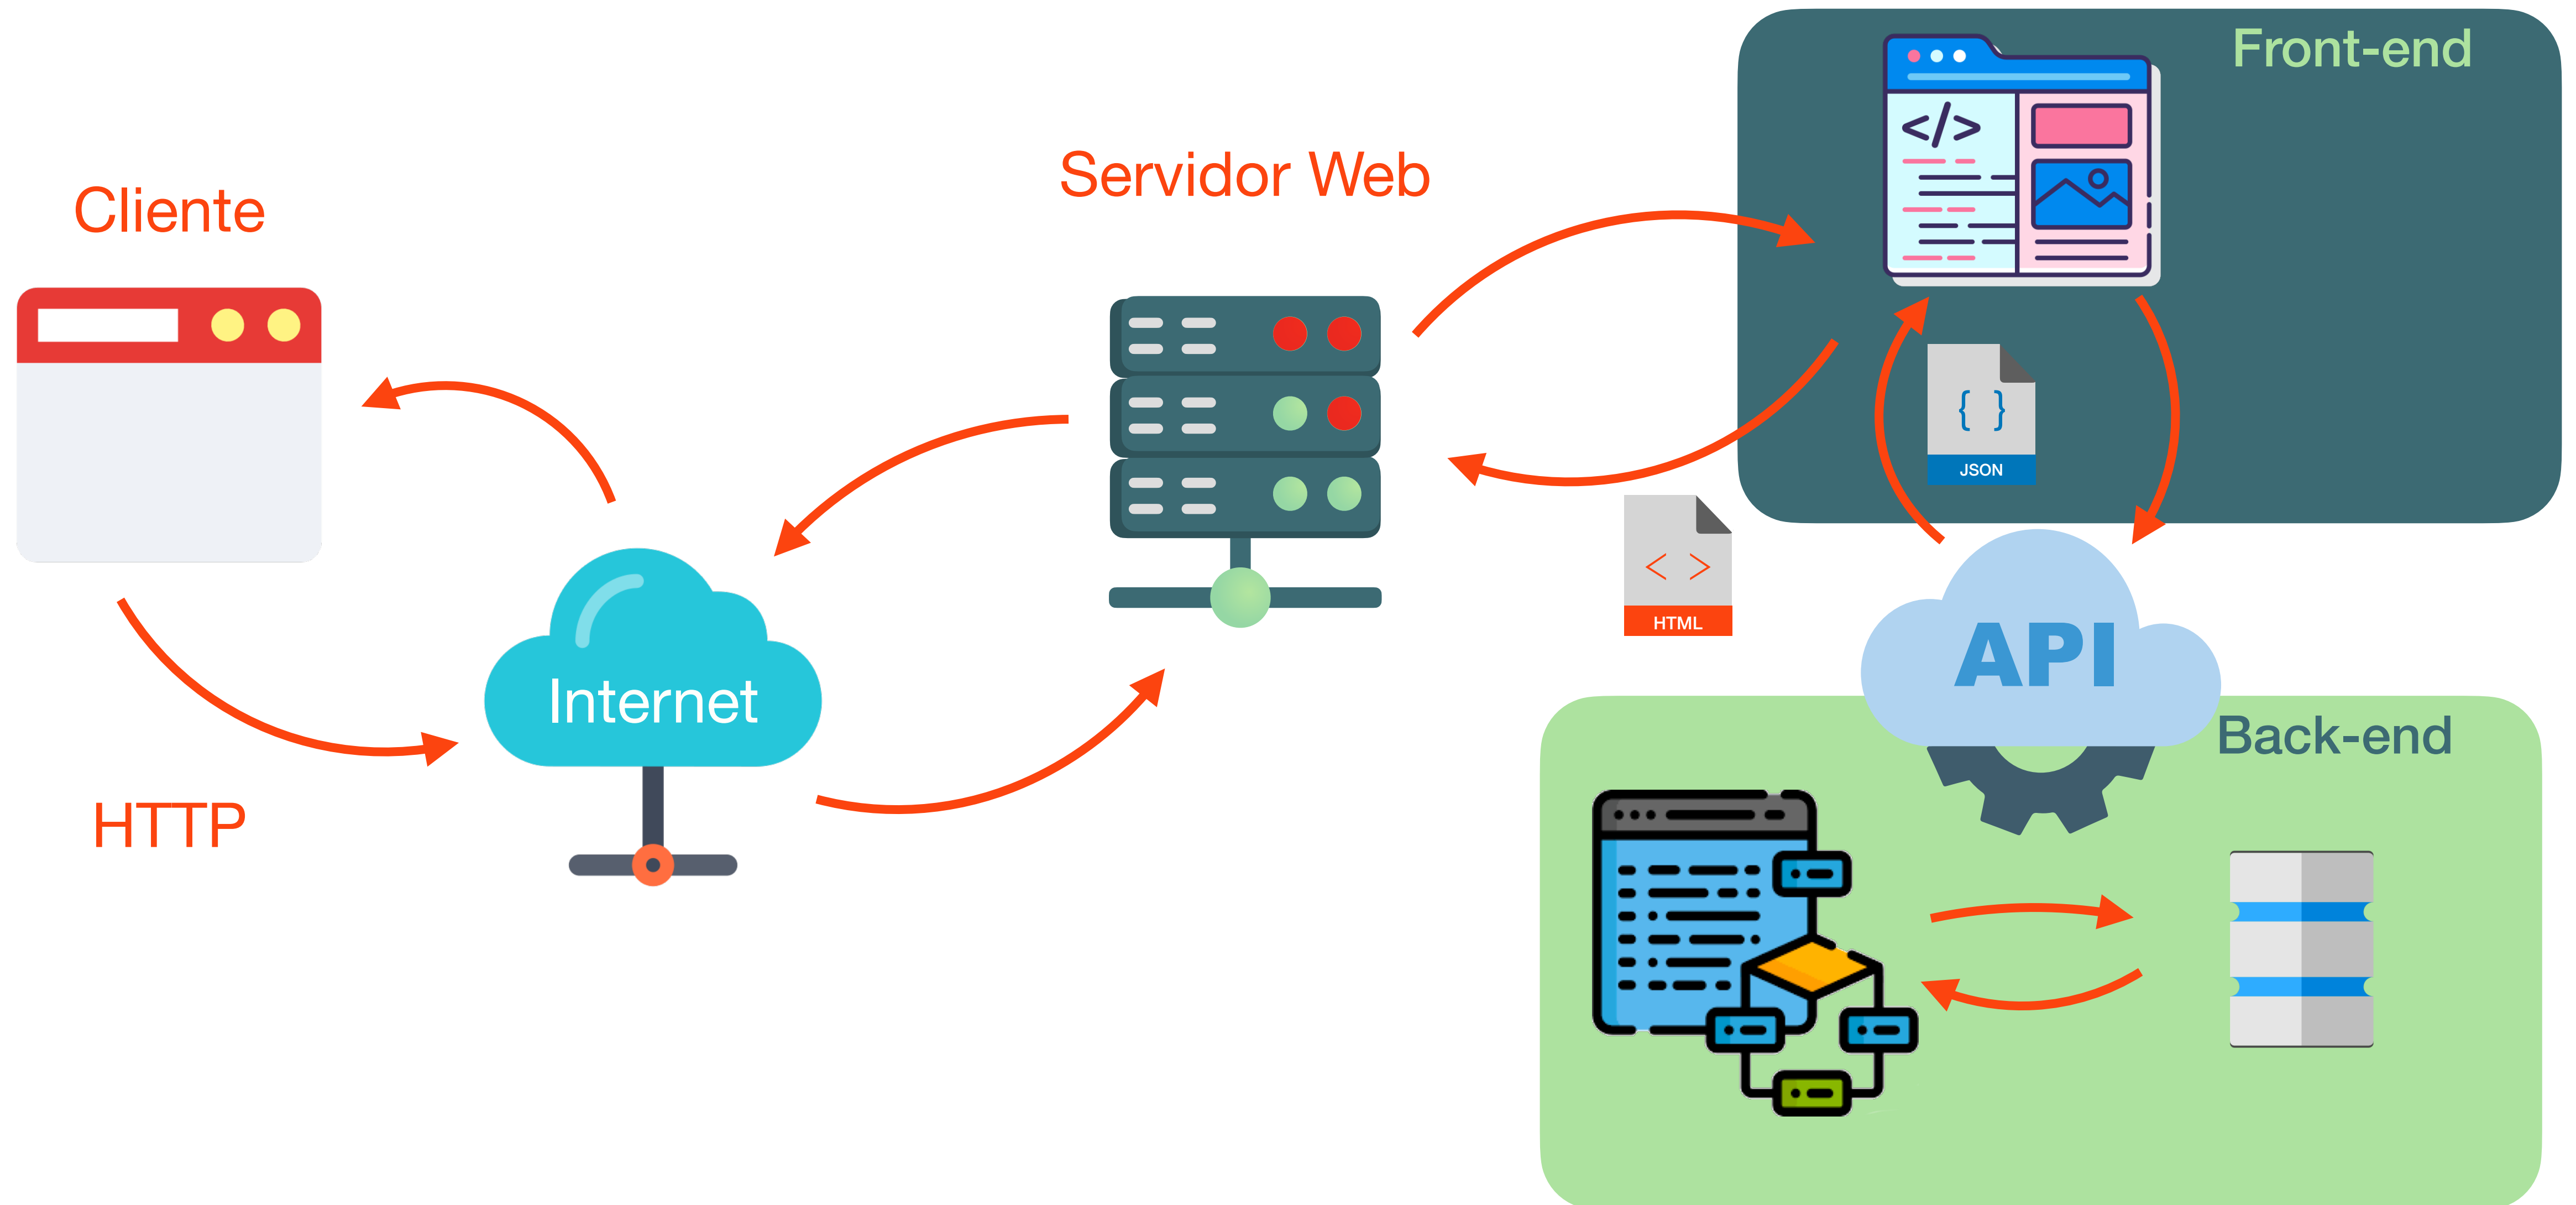 Cliente
HTTP
Internet
Servidor Web
Front-end
</>
{ }
JSON
< >
HTML
API
Back-end